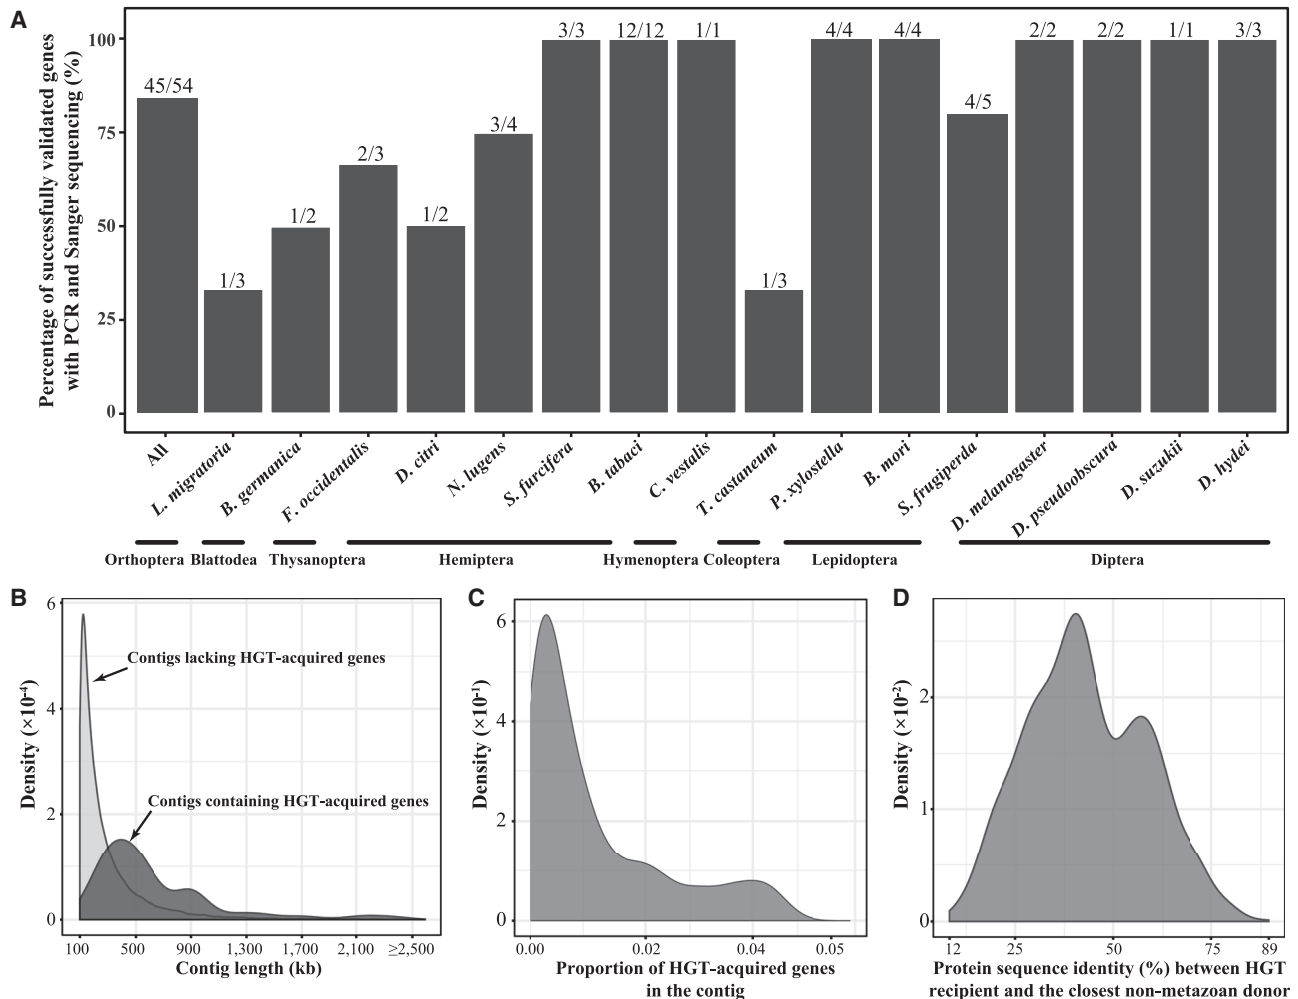 A
Percentage of successfully validated genes
with PCR and Sanger sequencing (%)
100
75
50
25
0
45/54
1/3
1/2
2/3
1/2
3/4
3/3
12/12
1/1
1/3
4/4
4/4
4/5
2/2
2/2
1/1
3/3
All
L. migratoria
B. germanica
F. occidentalis
D. citri
N. lugens
S. furcifera
B. tabaci
C. vestalis
T. castaneum
P. xylostella
B. mori
S. frugiperda
D. melanogaster
D. pseudoobscura
D. suzukii
D. hydei
Orthoptera Blattodea Thysanoptera Hemiptera Hymenoptera Coleoptera Lepidoptera Diptera
B
Density (×10⁻⁴)
6
4
2
0
Contigs lacking HGT-acquired genes
Contigs containing HGT-acquired genes
100 500 900 1,300 1,700 2,100 ≥2,500
Contig length (kb)
C
Density (×10⁻¹)
6
4
2
0
0.00 0.02 0.04 0.05
Proportion of HGT-acquired genes
in the contig
D
Density (×10⁻²)
2
1
0
12 25 50 75 89
Protein sequence identity (%) between HGT
recipient and the closest non-metazoan donor